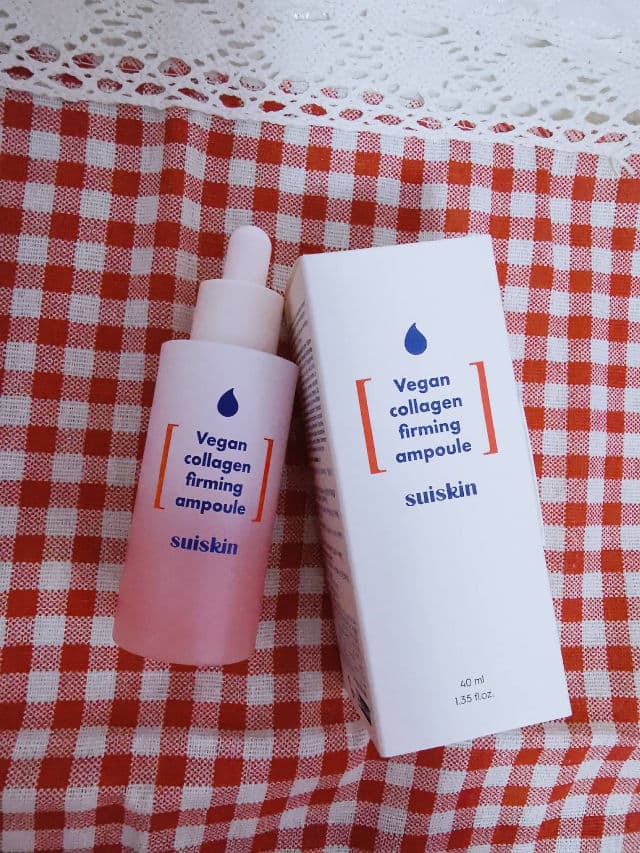 Vegan
collagen
firming
ampoule
suiskin
Vegan
collagen
firming
ampoule
suiskin
40 ml
1.35 fl.oz.